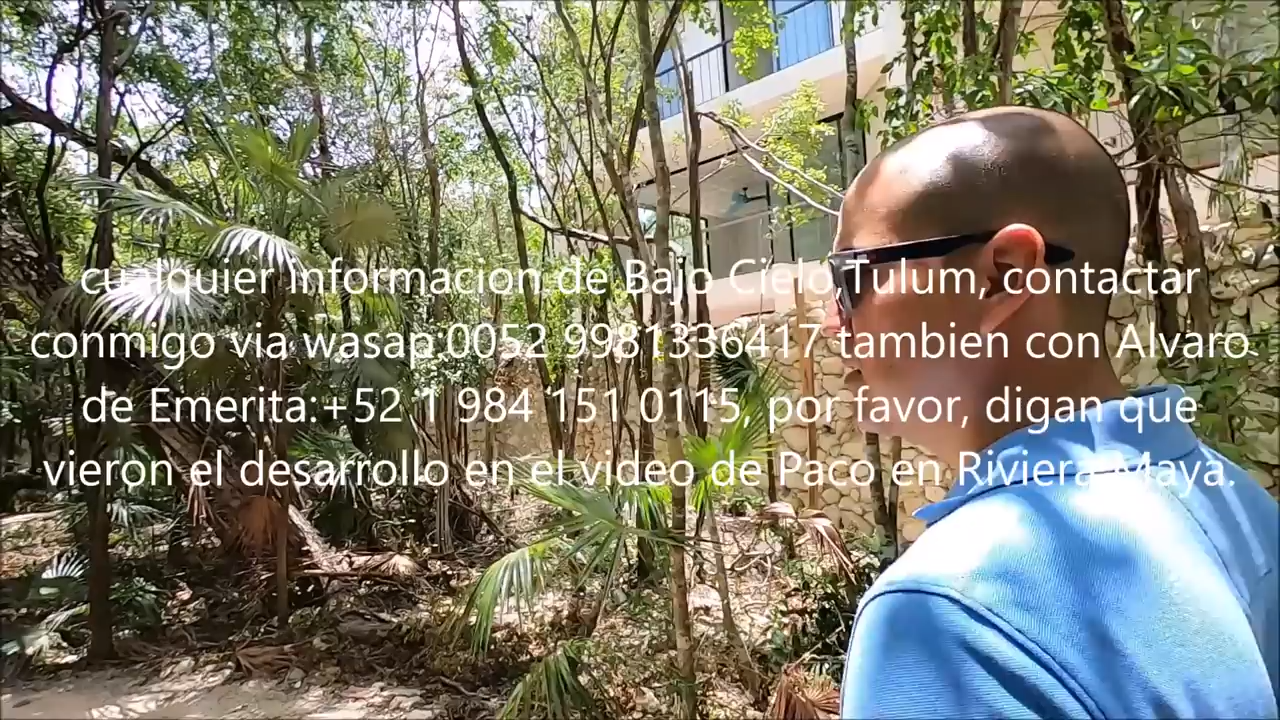 cualquier informacion de Bajo Cielo,Tulum, contactar
conmigo via wasap:0052 9981336417 tambien con Alvaro
de Emerita:+52 1 984 151 0115, por favor, digan que
vieron el desarrollo en el video de Paco en Riviera Maya.